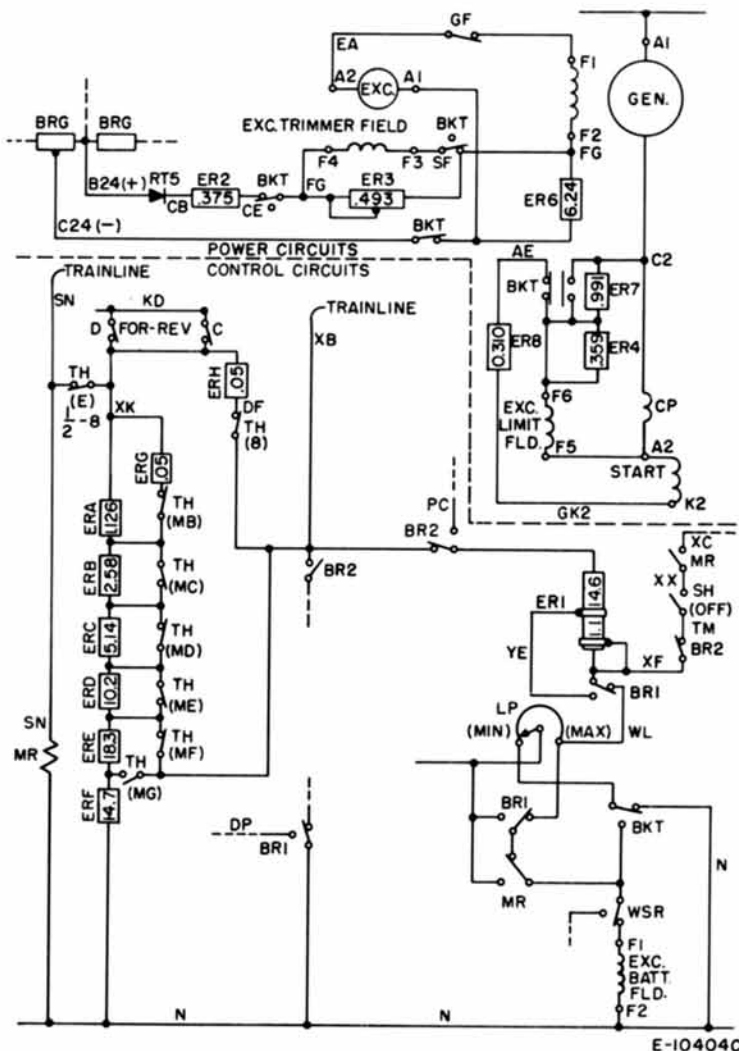 GF
EA
A1
F1
A2
EXC.
A1
GEN.
BRG
BRG
EXC. TRIMMER FIELD
BKT
F2
F4
F3
SF
FG
B24(+)
RT5
ER2
BKT
FG
ER3
CB
.375
CE
.493
ER6
6.24
C24(-)
BKT
POWER CIRCUITS
CONTROL CIRCUITS
AE
C2
TRAINLINE
SN
KD
TRAINLINE
BKT
.991
ER7
D
FOR-REV
C
XB
0.310
ER8
.359
ER4
TH
(E)
1/2-8
ERH
.05
DF
TH
(8)
F6
EXC.
LIMIT
FLD.
CP
XK
F5
A2
START
ERG
.05
K2
GK2
PC
TH
(MB)
ERA
1.126
BR2
XC
MR
ERB
2.58
TH
(MC)
BR2
XX
SH
(OFF)
ER1
14.6
1.1
ERC
5.14
TH
(MD)
YE
TM
BR2
XF
ERD
10.2
TH
(ME)
BR1
LP
(MIN)
(MAX)
WL
SN
MR
ERE
18.3
TH
(MF)
TH
(MG)
ERF
14.7
BR1
BKT
DP
BR1
N
MR
WSR
F1
EXC.
BATT.
FLD.
F2
N
N
E-104040